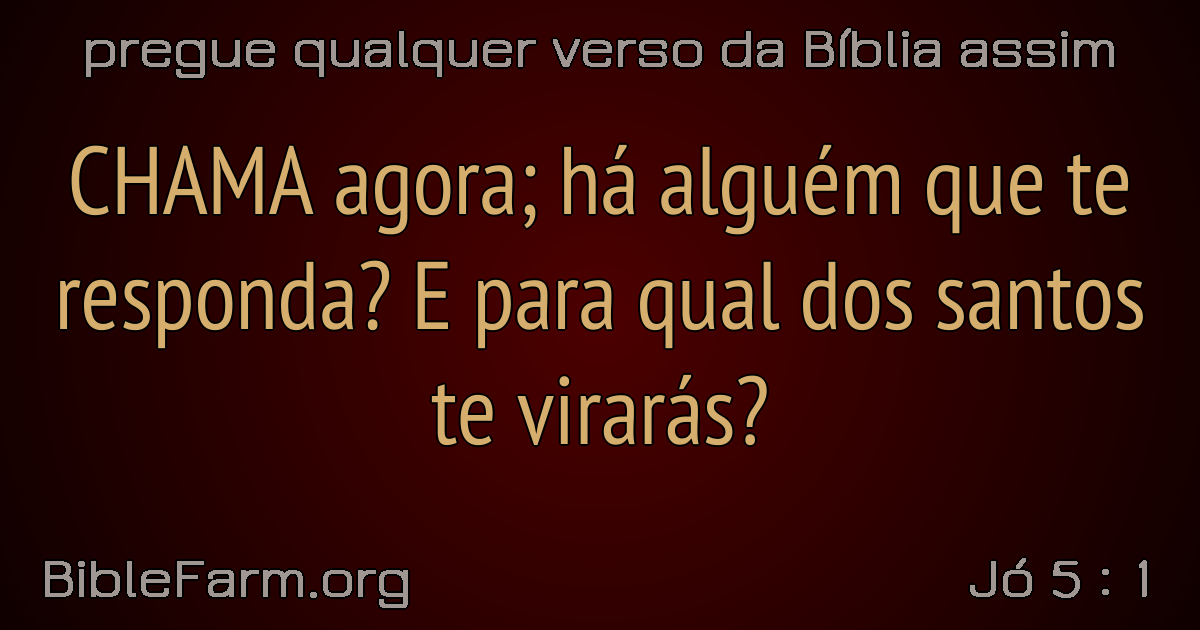 pregue qualquer verso da Bíblia assim
CHAMA agora; há alguém que te
responda? E para qual dos santos
te virarás?
BibleFarm.org
Jó 5 : 1